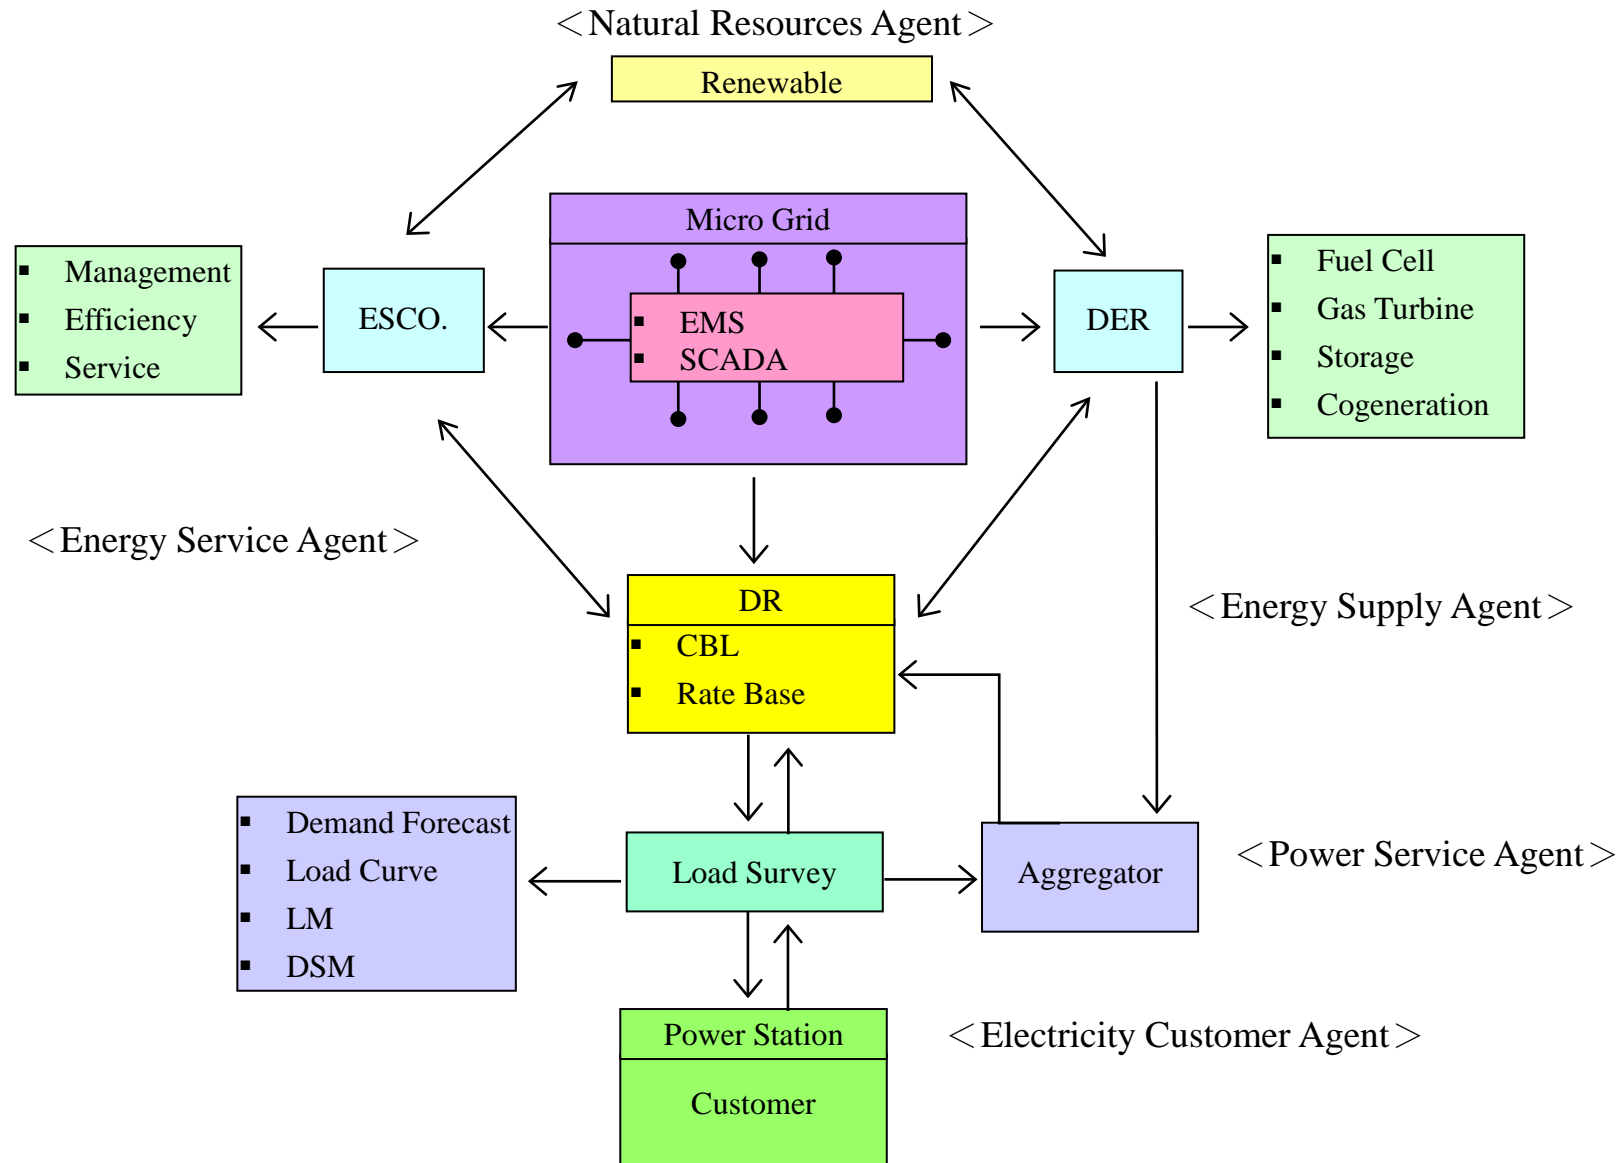 ＜Natural Resources Agent＞
Renewable
Micro Grid
▪ EMS
▪ SCADA
▪ Management
▪ Efficiency
▪ Service
ESCO.
DER
▪ Fuel Cell
▪ Gas Turbine
▪ Storage
▪ Cogeneration
＜Energy Service Agent＞
DR
▪ CBL
▪ Rate Base
＜Energy Supply Agent＞
▪ Demand Forecast
▪ Load Curve
▪ LM
▪ DSM
Load Survey
Aggregator
＜Power Service Agent＞
Power Station
Customer
＜Electricity Customer Agent＞